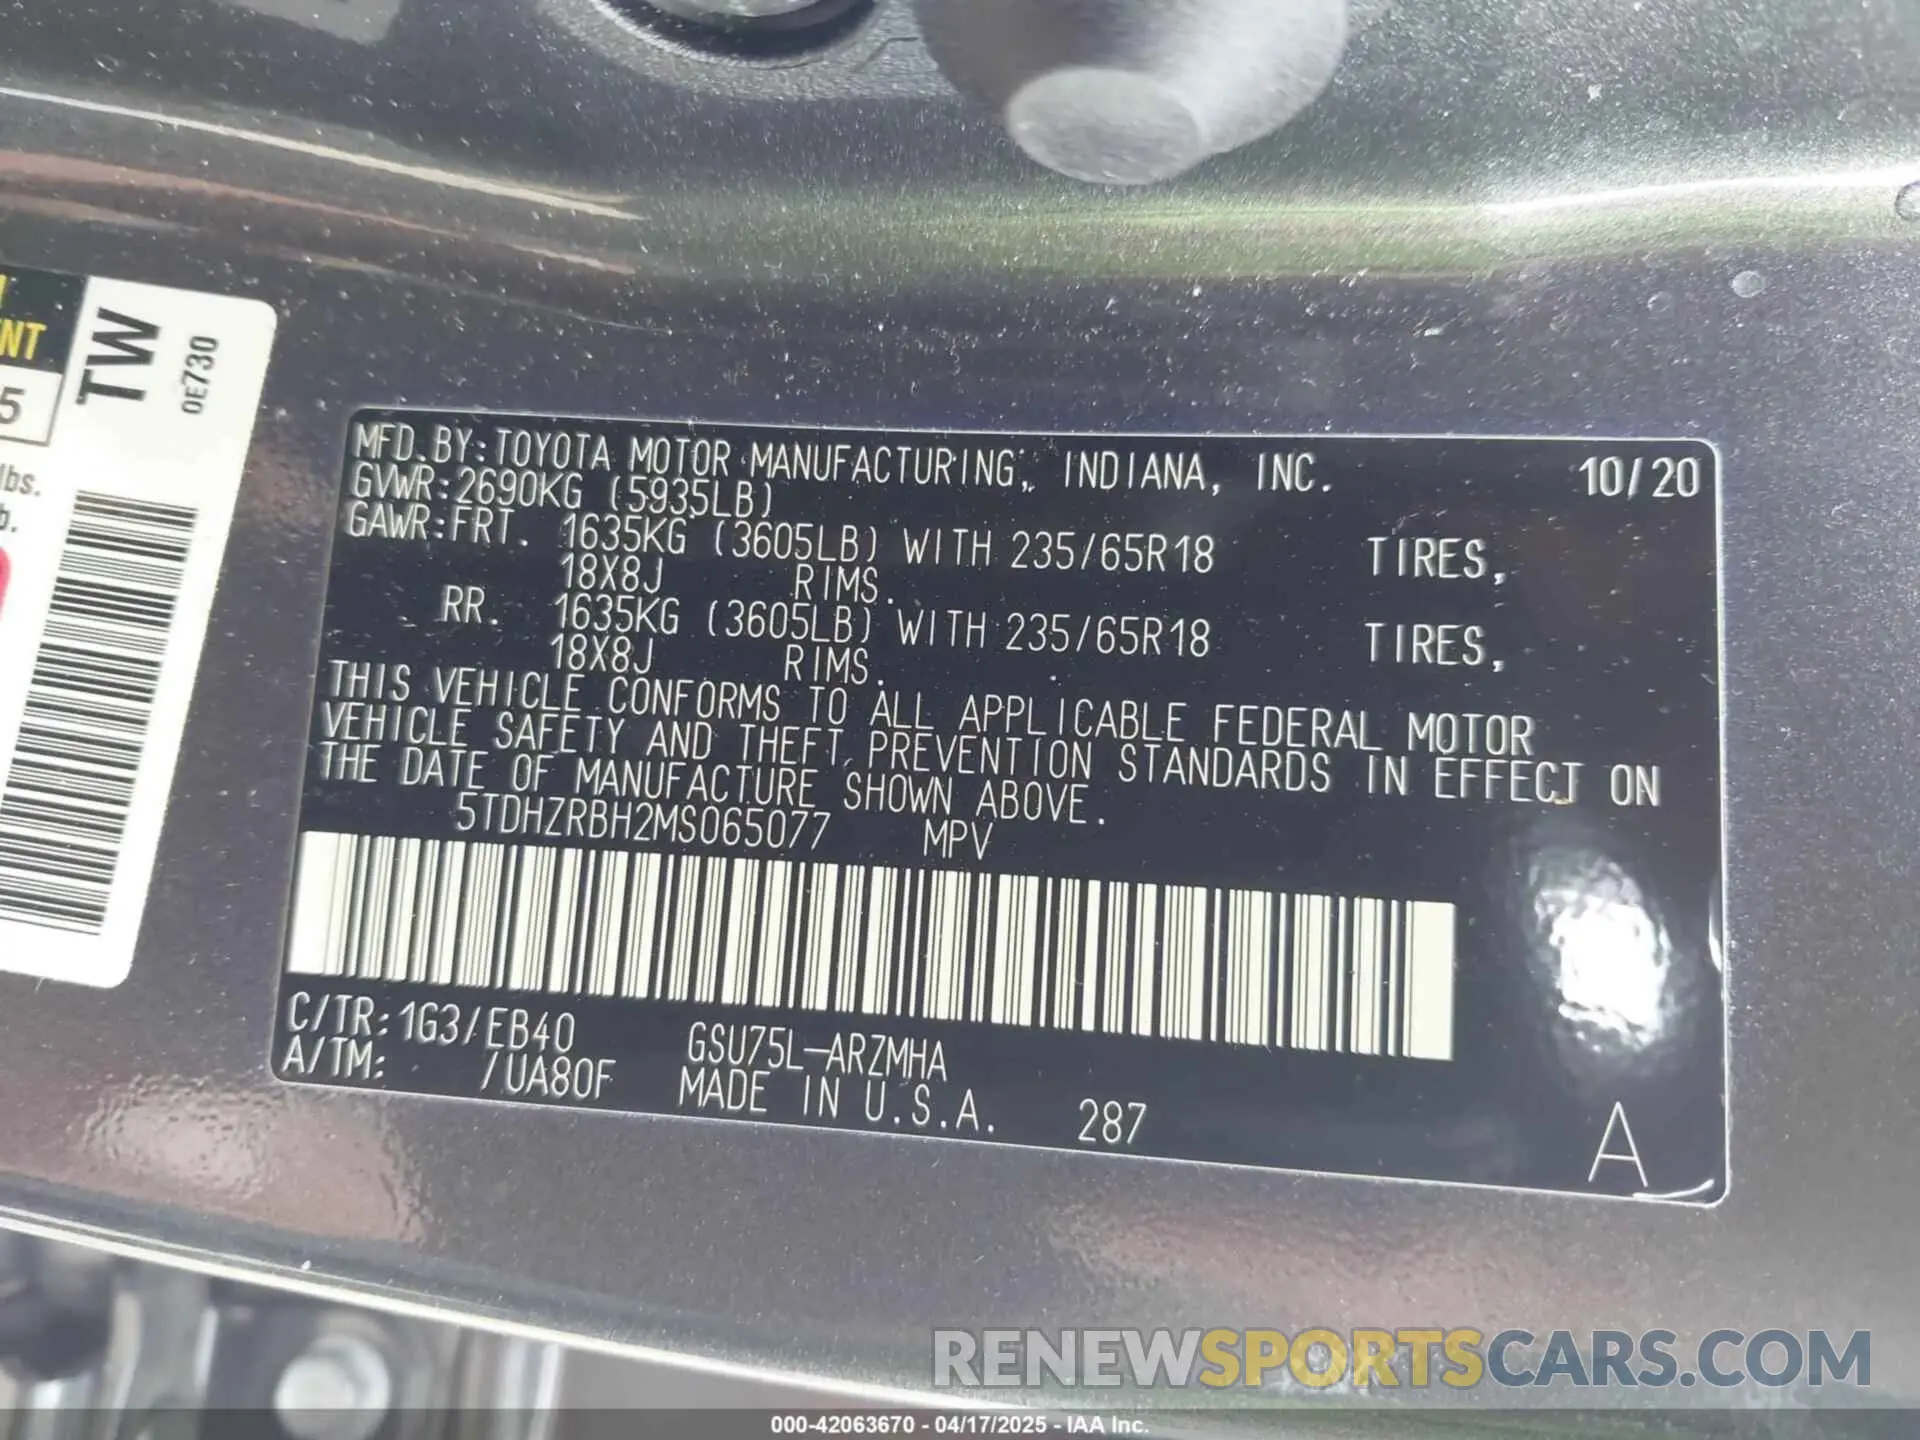 NT
5
lbs.
b.
TW
0E730
MFD.BY:TOYOTA MOTOR MANUFACTURING, INDIANA, INC. 10/20
GVWR:2690KG (5935LB)
GAWR:FRT. 1635KG (3605LB) WITH 235/65R18 TIRES,
18X8J RIMS.
RR. 1635KG (3605LB) WITH 235/65R18 TIRES,
18X8J RIMS.
THIS VEHICLE CONFORMS TO ALL APPLICABLE FEDERAL MOTOR
VEHICLE SAFETY AND THEFT PREVENTION STANDARDS IN EFFECT ON
THE DATE OF MANUFACTURE SHOWN ABOVE.
5TDHZRBH2MS065077 MPV
C/TR:1G3/EB40 GSU75L-ARZMHA
A/TM: /UA80F MADE IN U.S.A. 287
A
RENEWSPORTSCARS.COM
000-42063670 - 04/17/2025 - IAA Inc.